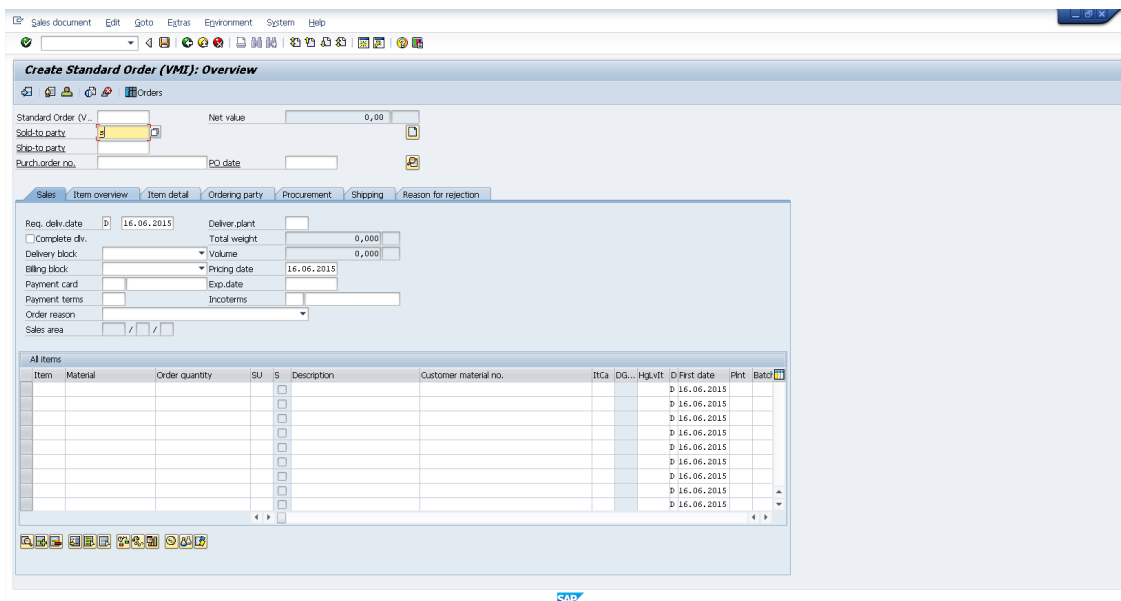 Sales document Edit Goto Extras Environment System Help
Create Standard Order (VMI): Overview
Orders
Standard Order (V... Net value 0,00
Sold-to party s
Ship-to party
Purch.order no. PO date
Sales Item overview Item detail Ordering party Procurement Shipping Reason for rejection
Req. deliv.date D 16.06.2015 Deliver.plant
Complete dlv. Total weight 0,000
Delivery block Volume 0,000
Billing block Pricing date 16.06.2015
Payment card Exp.date
Payment terms Incoterms
Order reason
Sales area / /
All items
Item Material Order quantity SU S Description Customer material no. ItCa DG... HgLvIt D First date Plnt Batch
D 16.06.2015
D 16.06.2015
D 16.06.2015
D 16.06.2015
D 16.06.2015
D 16.06.2015
D 16.06.2015
D 16.06.2015
D 16.06.2015
SAP